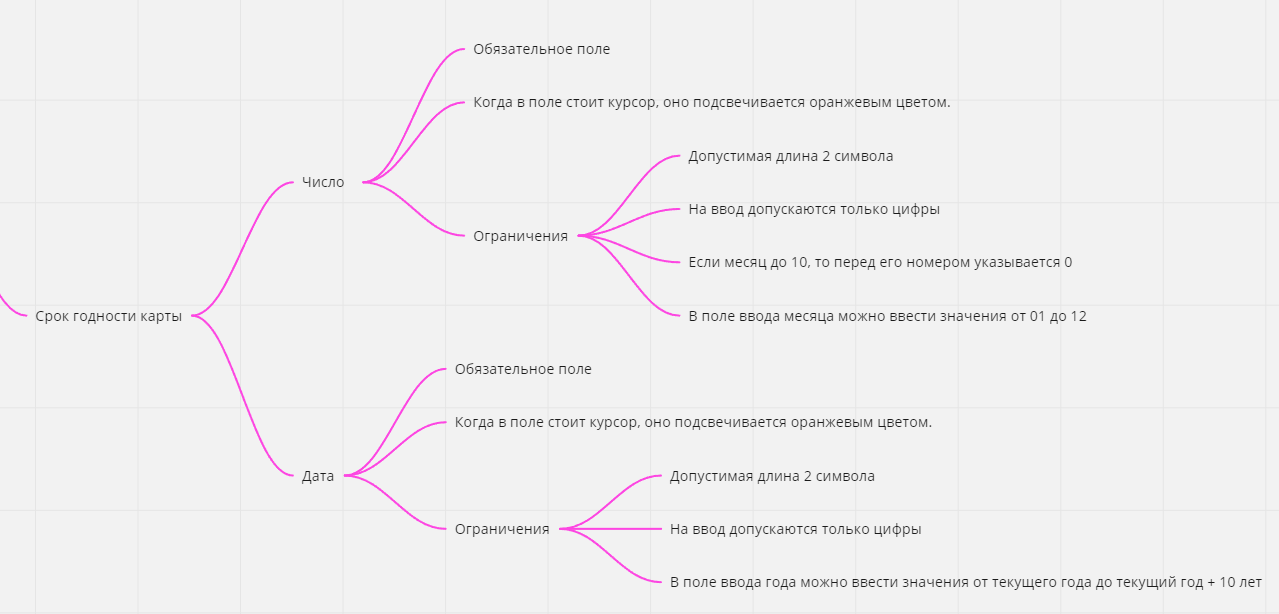 Обязательное поле
Когда в поле стоит курсор, оно подсвечивается оранжевым цветом.
Допустимая длина 2 символа
Число
На ввод допускаются только цифры
Ограничения
Если месяц до 10, то перед его номером указывается 0
Срок годности карты
В поле ввода месяца можно ввести значения от 01 до 12
Обязательное поле
Когда в поле стоит курсор, оно подсвечивается оранжевым цветом.
Дата
Допустимая длина 2 символа
Ограничения
На ввод допускаются только цифры
В поле ввода года можно ввести значения от текущего года до текущий год + 10 лет